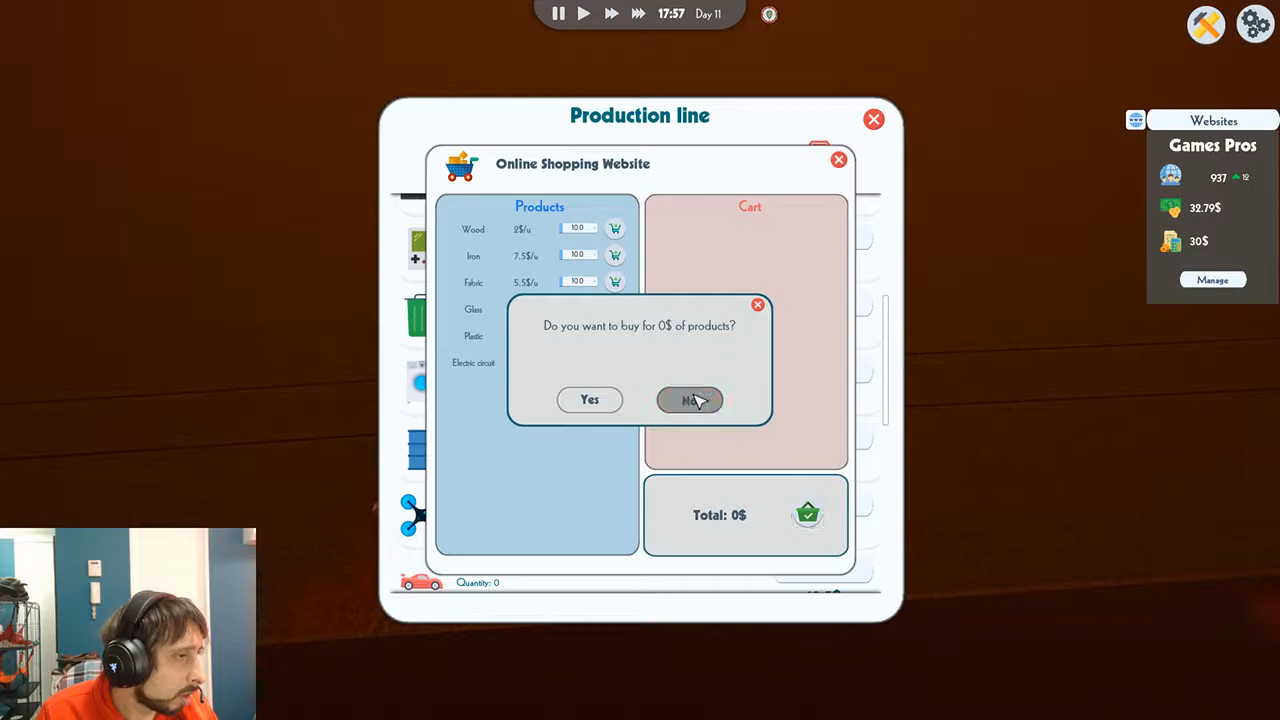 17:57 Day 11
Production line
Online Shopping Website
Products
Cart
Wood 2$/u 10.0
Iron 7.5$/u 10.0
Fabric 5.5$/u 10.0
Glass
Plastic
Electric circuit
Do you want to buy for 0$ of products?
Yes
No
Total: 0$
Quantity: 0
Websites
Games Pros
937 12
32.79$
30$
Manage